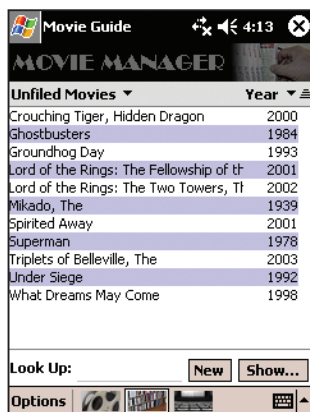 Movie Guide 4:13
MOVIE MANAGER
Unfiled Movies Year
Crouching Tiger, Hidden Dragon 2000
Ghostbusters 1984
Groundhog Day 1993
Lord of the Rings: The Fellowship of th 2001
Lord of the Rings: The Two Towers, Th 2002
Mikado, The 1939
Spirited Away 2001
Superman 1978
Triplets of Belleville, The 2003
Under Siege 1992
What Dreams May Come 1998
Look Up: New Show...
Options